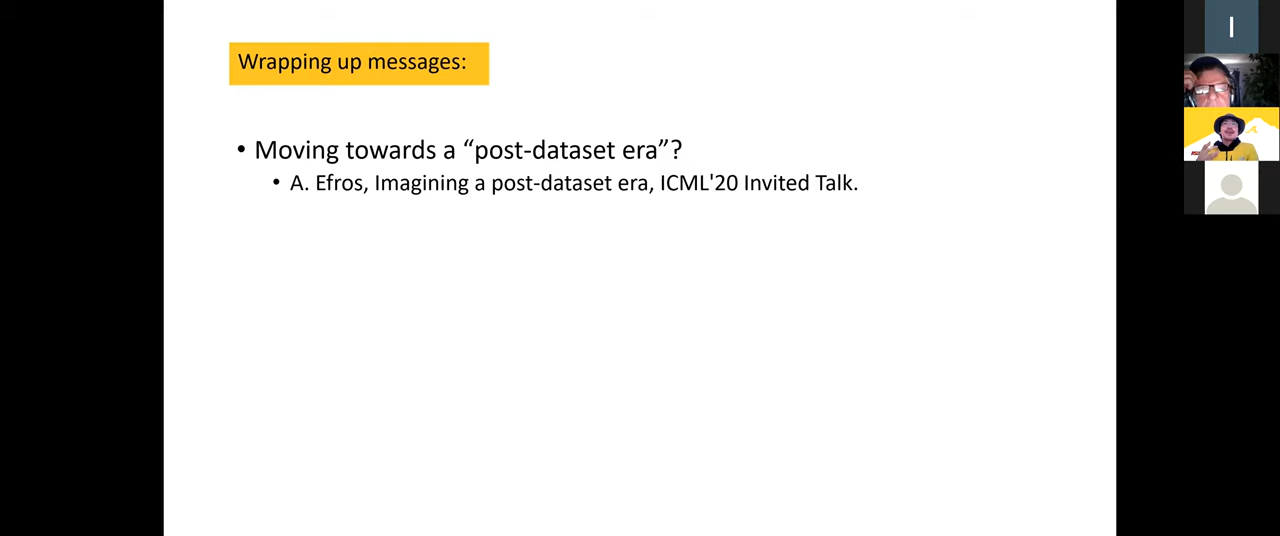 Wrapping up messages:
• Moving towards a “post-dataset era”?
• A. Efros, Imagining a post-dataset era, ICML'20 Invited Talk.
I